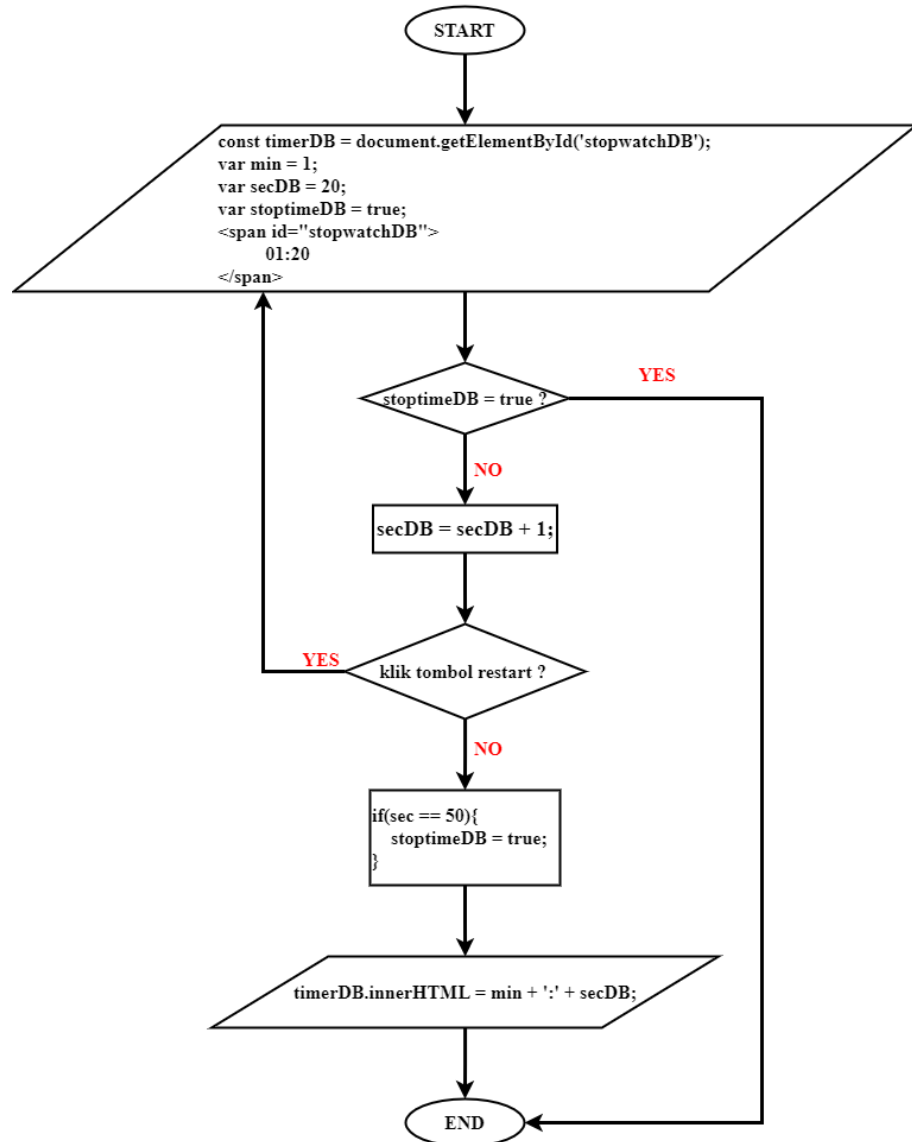 START
const timerDB = document.getElementById('stopwatchDB');
var min = 1;
var secDB = 20;
var stoptimeDB = true;
<span id="stopwatchDB">
01:20
</span>
stoptimeDB = true ?
YES
NO
secDB = secDB + 1;
klik tombol restart ?
YES
NO
if(sec == 50){
stoptimeDB = true;
}
timerDB.innerHTML = min + ':' + secDB;
END